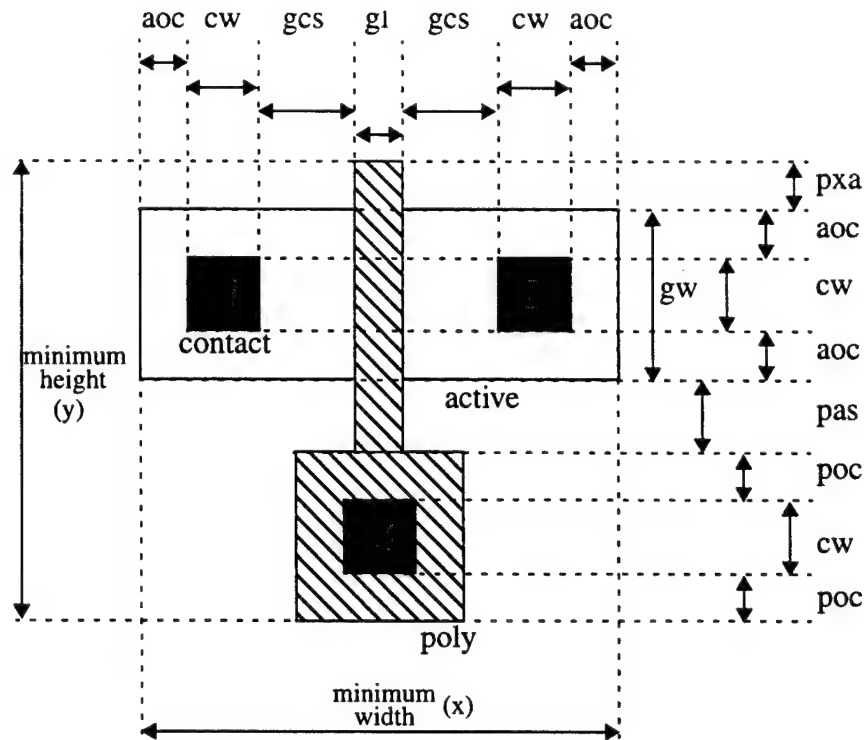 aoc cw gcs gl gcs cw aoc
pxa
aoc
gw
cw
contact
aoc
minimum
height
(y)
active
pas
poc
cw
poc
poly
minimum
width (x)